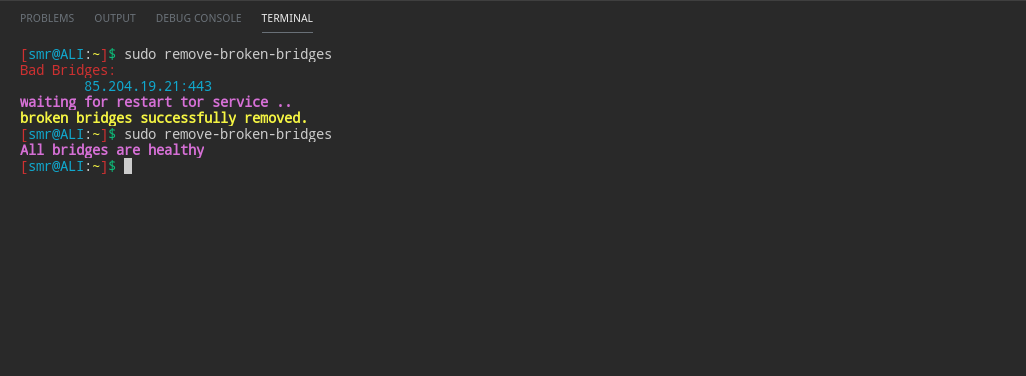 PROBLEMS OUTPUT DEBUG CONSOLE TERMINAL
[smr@ALI:~]$ sudo remove-broken-bridges
Bad Bridges:
85.204.19.21:443
waiting for restart tor service ..
broken bridges successfully removed.
[smr@ALI:~]$ sudo remove-broken-bridges
All bridges are healthy
[smr@ALI:~]$